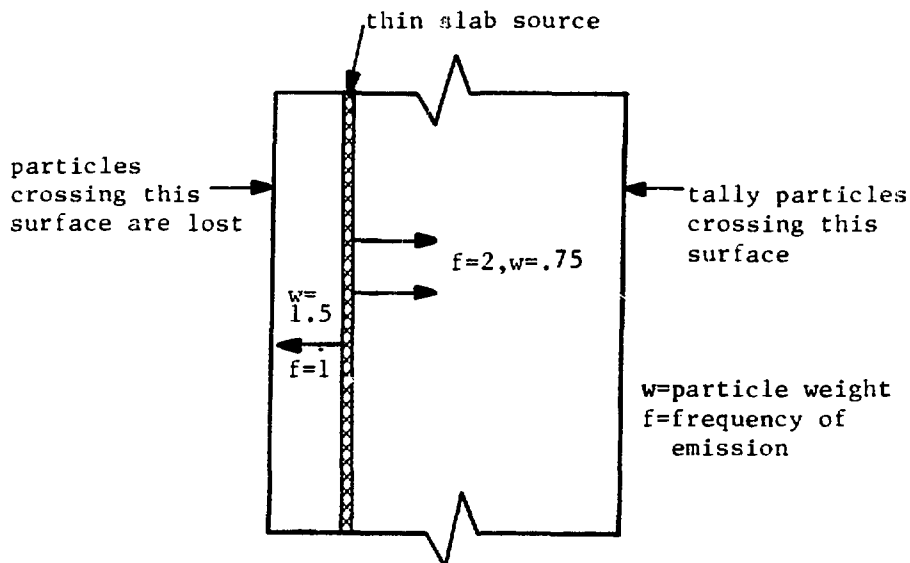 thin slab source
particles
crossing this
surface are lost
tally particles
crossing this
surface
f=2,w=.75
w=
1.5
f=1
w=particle weight
f=frequency of
emission